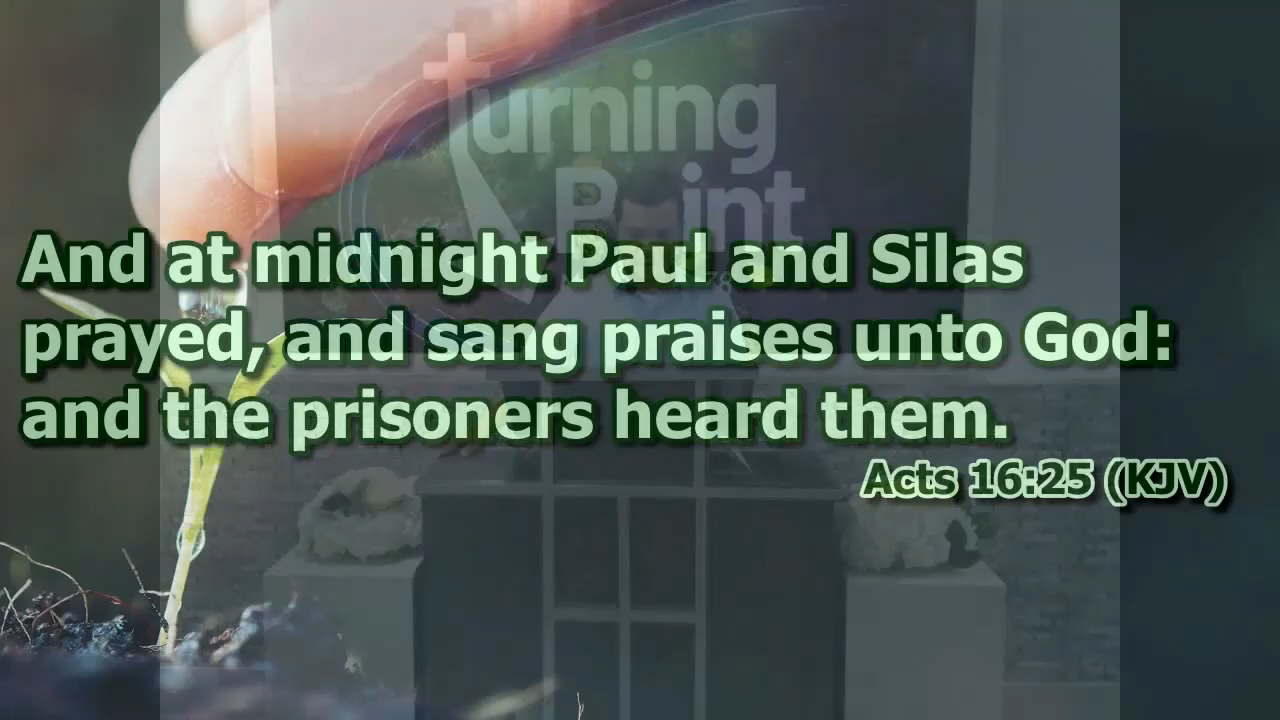 turning
Point
And at midnight Paul and Silas
prayed, and sang praises unto God:
and the prisoners heard them.
Acts 16:25 (KJV)